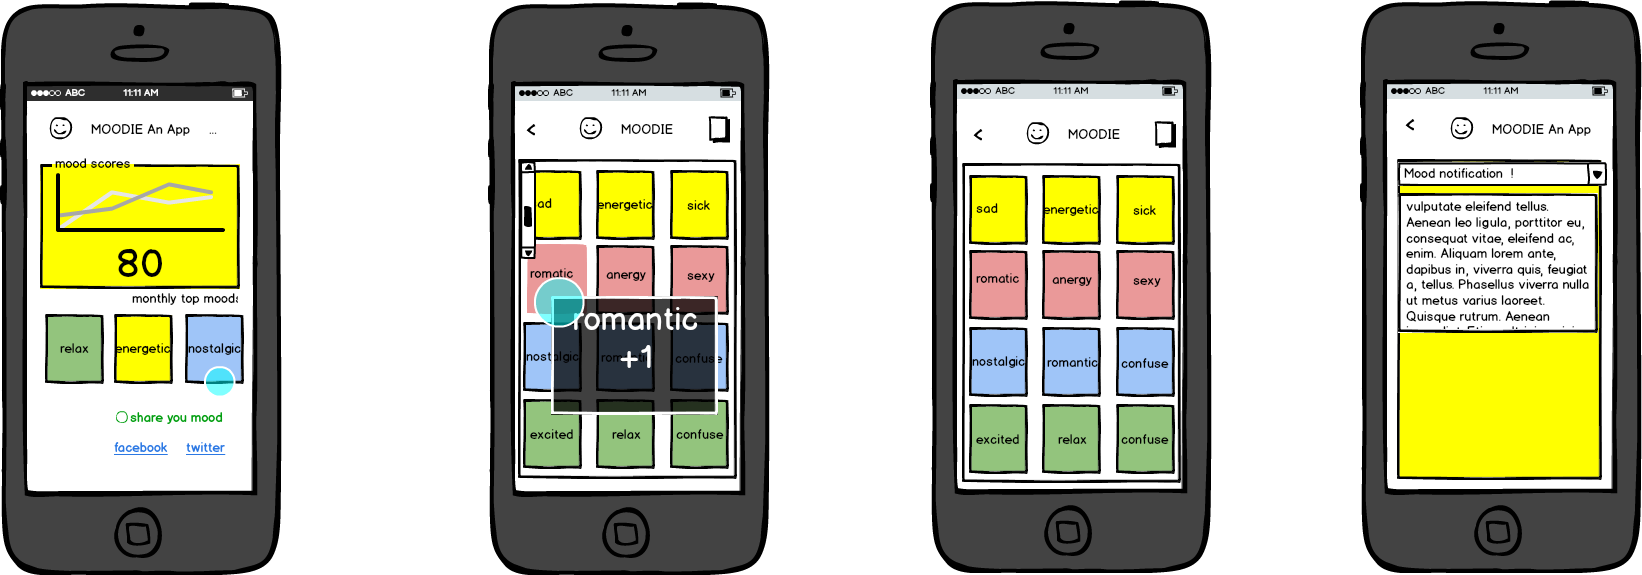 ABC 11:11 AM
MOODIE An App ...
mood scores
80
monthly top moods
relax energetic nostalgic
share you mood
facebook twitter
ABC 11:11 AM
< MOODIE
ad energetic sick
romatic anergy sexy
romantic
+1
nostalgic romantic confuse
excited relax confuse
ABC 11:11 AM
< MOODIE
sad energetic sick
romatic anergy sexy
nostalgic romantic confuse
excited relax confuse
ABC 11:11 AM
< MOODIE An App
Mood notification !
vulputate eleifend tellus.
Aenean leo ligula, porttitor eu,
consequat vitae, eleifend ac,
enim. Aliquam lorem ante,
dapibus in, viverra quis, feugiat
a, tellus. Phasellus viverra nulla
ut metus varius laoreet.
Quisque rutrum. Aenean